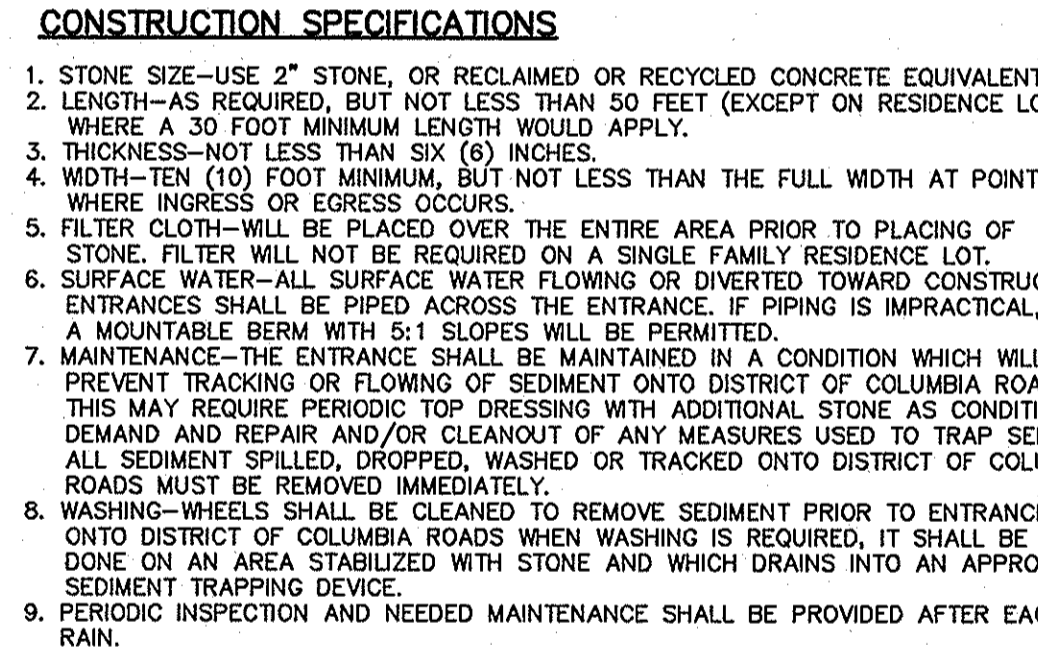 CONSTRUCTION SPECIFICATIONS
1. STONE SIZE–USE 2" STONE, OR RECLAIMED OR RECYCLED CONCRETE EQUIVALENT
2. LENGTH–AS REQUIRED, BUT NOT LESS THAN 50 FEET (EXCEPT ON RESIDENCE
WHERE A 30 FOOT MINIMUM LENGTH WOULD APPLY.
3. THICKNESS–NOT LESS THAN SIX (6) INCHES.
4. WIDTH–TEN (10) FOOT MINIMUM, BUT NOT LESS THAN THE FULL WIDTH AT POINT
WHERE INGRESS OR EGRESS OCCURS.
5. FILTER CLOTH–WILL BE PLACED OVER THE ENTIRE AREA PRIOR TO PLACING OF
STONE. FILTER WILL NOT BE REQUIRED ON A SINGLE FAMILY RESIDENCE LOT.
6. SURFACE WATER–ALL SURFACE WATER FLOWING OR DIVERTED TOWARD
ENTRANCES SHALL BE PIPED ACROSS THE ENTRANCE. IF PIPING IS IMPRACTICAL,
A MOUNTABLE BERM WITH 5:1 SLOPES WILL BE PERMITTED.
7. MAINTENANCE–THE ENTRANCE SHALL BE MAINTAINED IN A CONDITION WHICH WILL
PREVENT TRACKING OR FLOWING OF SEDIMENT ONTO DISTRICT OF COLUMBIA
THIS MAY REQUIRE PERIODIC TOP DRESSING WITH ADDITIONAL STONE AS
DEMAND AND REPAIR AND/OR CLEANOUT OF ANY MEASURES USED TO TRAP
ALL SEDIMENT SPILLED, DROPPED, WASHED OR TRACKED ONTO DISTRICT OF
ROADS MUST BE REMOVED IMMEDIATELY.
8. WASHING–WHEELS SHALL BE CLEANED TO REMOVE SEDIMENT PRIOR TO ENTRANCE
ONTO DISTRICT OF COLUMBIA ROADS WHEN WASHING IS REQUIRED, IT SHALL BE
DONE ON AN AREA STABILIZED WITH STONE AND WHICH DRAINS INTO AN
SEDIMENT TRAPPING DEVICE.
9. PERIODIC INSPECTION AND NEEDED MAINTENANCE SHALL BE PROVIDED AFTER
RAIN.